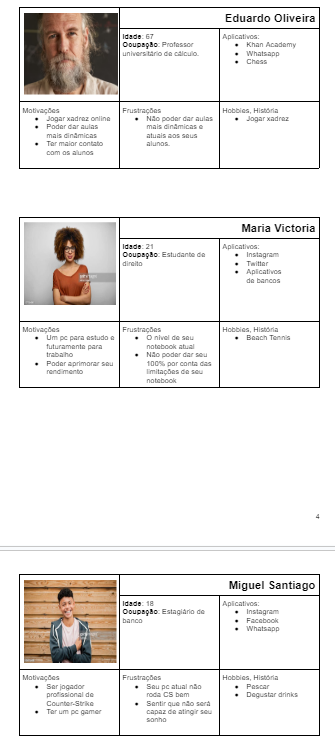 Eduardo Oliveira
Idade: 67
Ocupação: Professor
universitário de cálculo.
Aplicativos:
● Khan Academy
● Whatsapp
● Chess
Motivações
● Jogar xadrez online
● Poder dar aulas
mais dinâmicas
● Ter maior contato
com os alunos
Frustrações
● Não poder dar aulas
mais dinâmicas e
atuais aos seus
alunos.
Hobbies, História
● Jogar xadrez
Maria Victoria
Idade: 21
Ocupação: Estudante de
direito
Aplicativos:
● Instagram
● Twitter
● Aplicativos
de bancos
Motivações
● Um pc para estudo e
futuramente para
trabalho
● Poder aprimorar seu
rendimento
Frustrações
● O nível de seu
notebook atual
● Não poder dar seu
100% por conta das
limitações de seu
notebook
Hobbies, História
● Beach Tennis
4
Miguel Santiago
Idade: 18
Ocupação: Estagiário de
banco
Aplicativos:
● Instagram
● Facebook
● Whatsapp
Motivações
● Ser jogador
profissional de
Counter-Strike
● Ter um pc gamer
Frustrações
● Seu pc atual não
roda CS bem
● Sentir que não será
capaz de atingir seu
sonho
Hobbies, História
● Pescar
● Degustar drinks